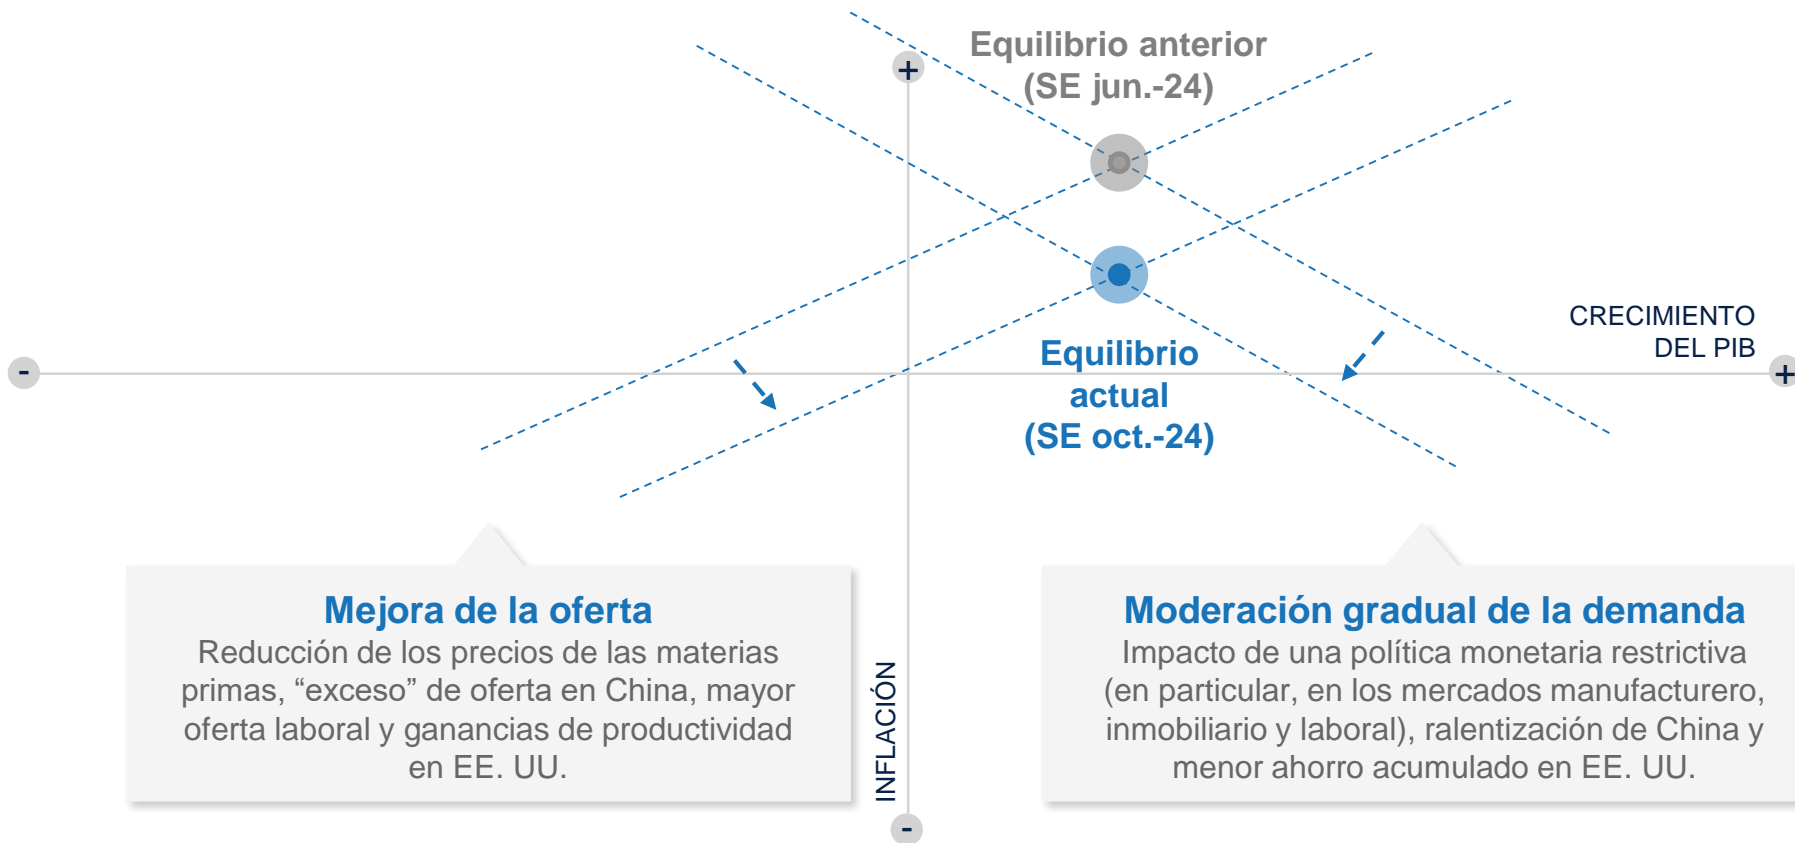 Equilibrio anterior
(SE jun.-24)
+
CRECIMIENTO
DEL PIB
-
+
Equilibrio
actual
(SE oct.-24)
Mejora de la oferta
Reducción de los precios de las materias
primas, “exceso” de oferta en China, mayor
oferta laboral y ganancias de productividad
en EE. UU.
INFLACIÓN
-
Moderación gradual de la demanda
Impacto de una política monetaria restrictiva
(en particular, en los mercados manufacturero,
inmobiliario y laboral), ralentización de China y
menor ahorro acumulado en EE. UU.